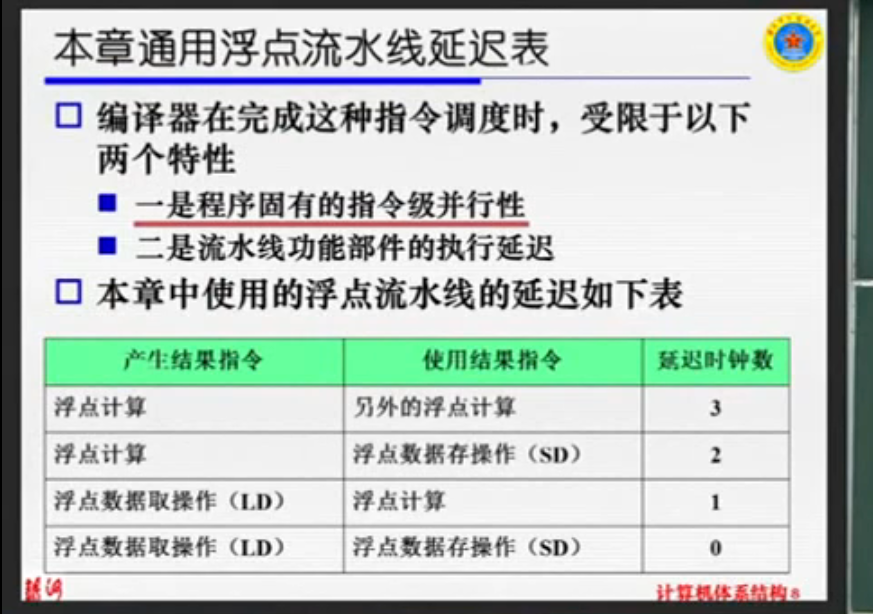 本章通用浮点流水线延迟表
编译器在完成这种指令调度时，受限于以下
两个特性
一是程序固有的指令级并行性
二是流水线功能部件的执行延迟
本章中使用的浮点流水线的延迟如下表
产生结果指令 使用结果指令 延迟时钟数
浮点计算 另外的浮点计算 3
浮点计算 浮点数据存操作（SD） 2
浮点数据取操作（LD） 浮点计算 1
浮点数据取操作（LD） 浮点数据存操作（SD） 0
计算机体系结构 8